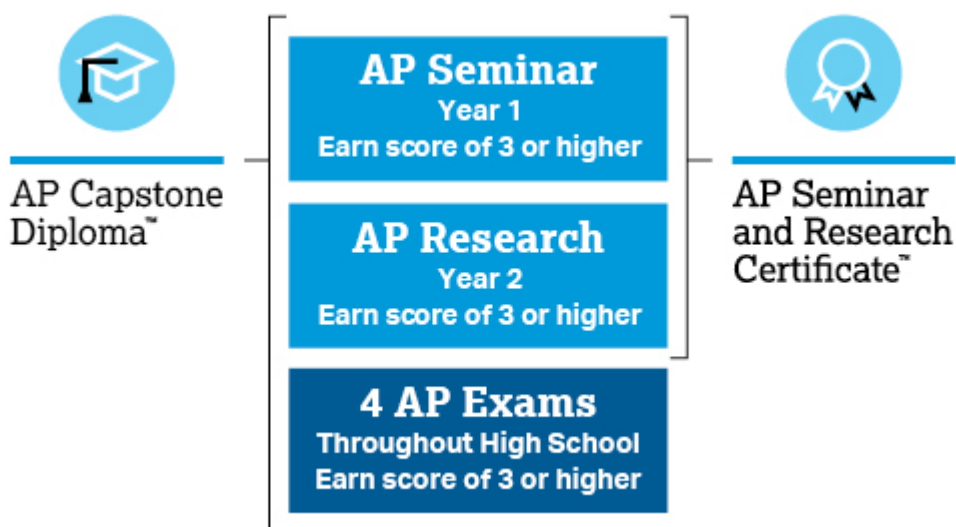 AP Capstone
Diploma™
AP Seminar
Year 1
Earn score of 3 or higher
AP Research
Year 2
Earn score of 3 or higher
4 AP Exams
Throughout High School
Earn score of 3 or higher
AP Seminar
and Research
Certificate™